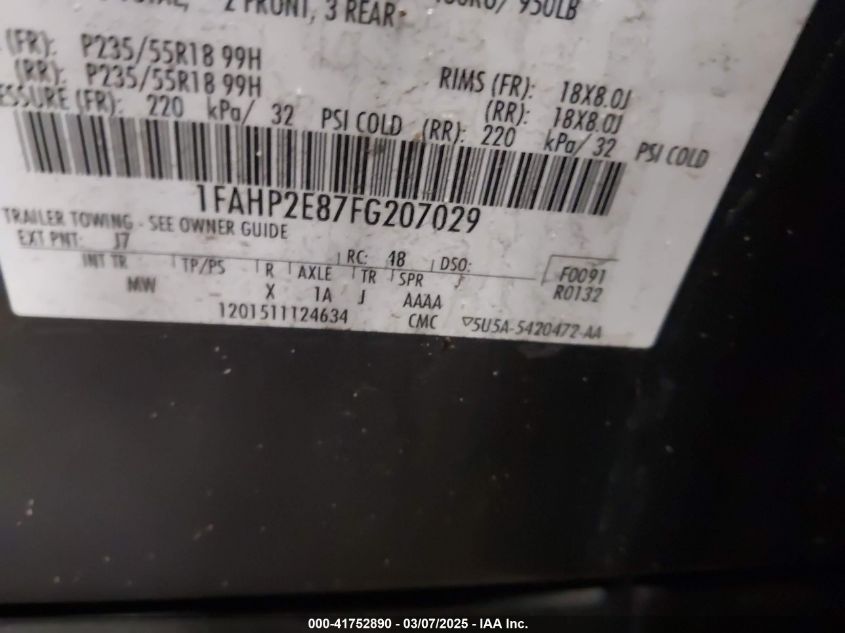 2 FRONT, 3 REAR
950LB
(FR): P235/55R18 99H RIMS (FR): 18X8.0J
(RR): P235/55R18 99H (RR): 18X8.0J
(FR): 220 kPa/ 32 PSI COLD (RR): 220 kPa/ 32 PSI COLD
1FAHP2E87FG207029
TRAILER TOWING - SEE OWNER GUIDE
EXT PNT: J7 RC: 48 DSO:
INT TR TP/PS R AXLE TR SPR F0091
MW X 1A J AAAA R0132
1201511124634 CMC ▽5U5A-5420472-AA
000-41752890 - 03/07/2025 - IAA Inc.